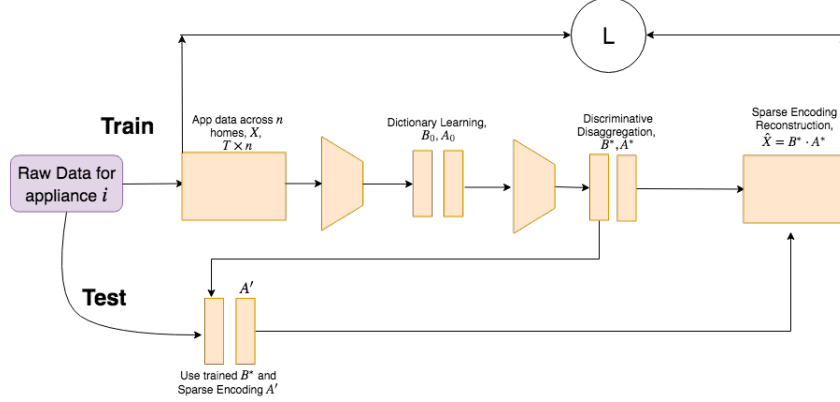 L
Train
App data across n
homes, X,
T × n
Dictionary Learning,
B₀, A₀
Discriminative
Disaggregation,
B*, A*
Sparse Encoding
Reconstruction,
X̂ = B* · A*
Raw Data for
appliance i
Test
A′
Use trained B* and
Sparse Encoding A′